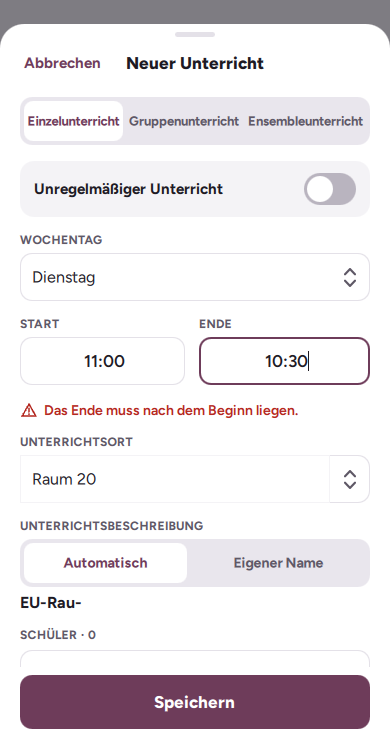 Abbrechen Neuer Unterricht
Einzelunterricht Gruppenunterricht Ensembleunterricht
Unregelmäßiger Unterricht
WOCHENTAG
Dienstag
START ENDE
11:00 10:30
Das Ende muss nach dem Beginn liegen.
UNTERRICHTSORT
Raum 20
UNTERRICHTSBESCHREIBUNG
Automatisch Eigener Name
EU-Rau-
SCHÜLER · 0
Speichern